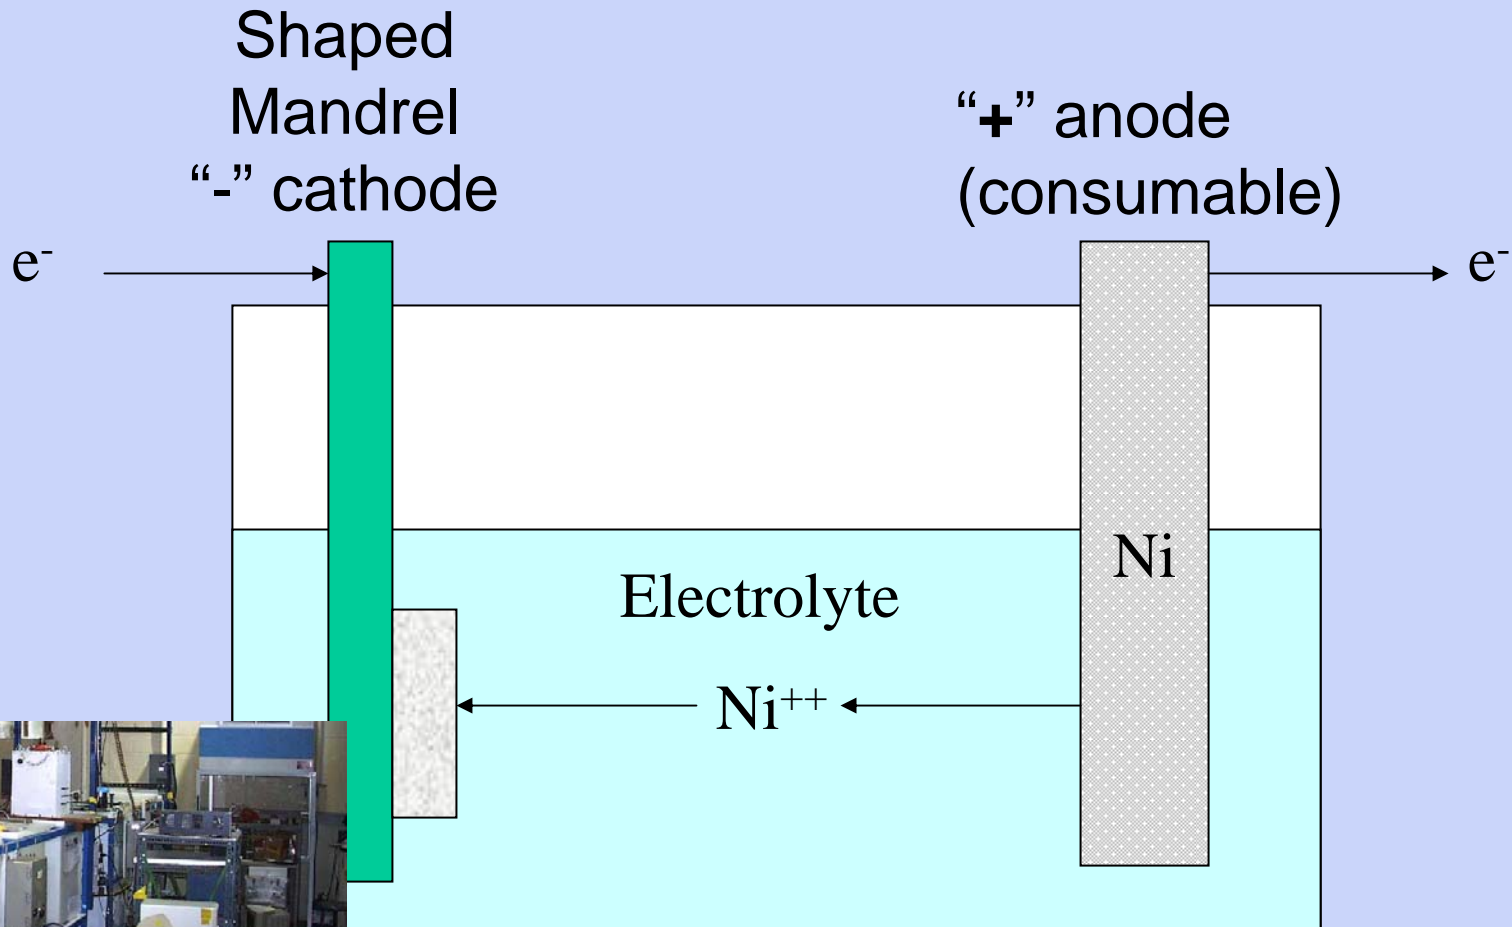 Shaped
Mandrel
“-” cathode
“+” anode
(consumable)
e-
e-
Ni
Electrolyte
Ni++